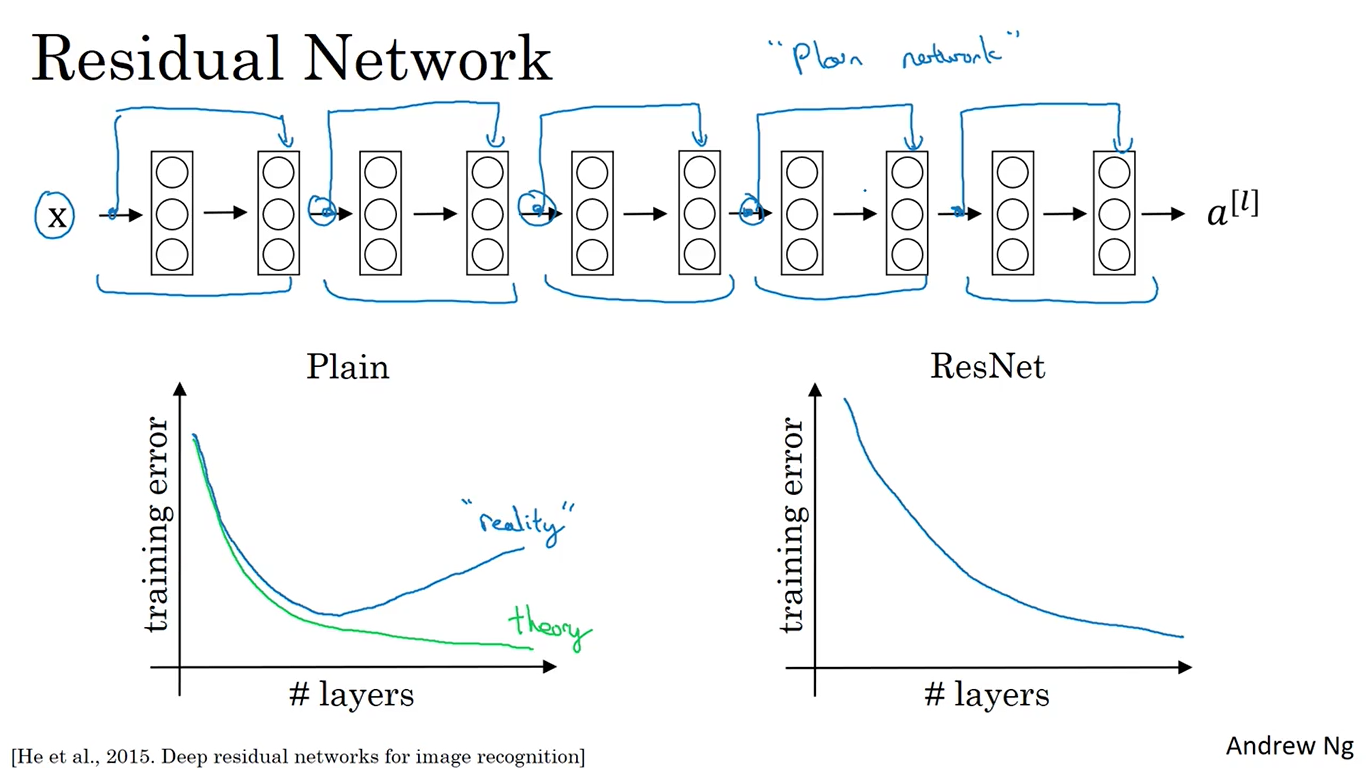 Residual Network
"Plain network"
x
a^[l]
Plain
ResNet
training error
"reality"
theory
# layers
training error
# layers
[He et al., 2015. Deep residual networks for image recognition]
Andrew Ng